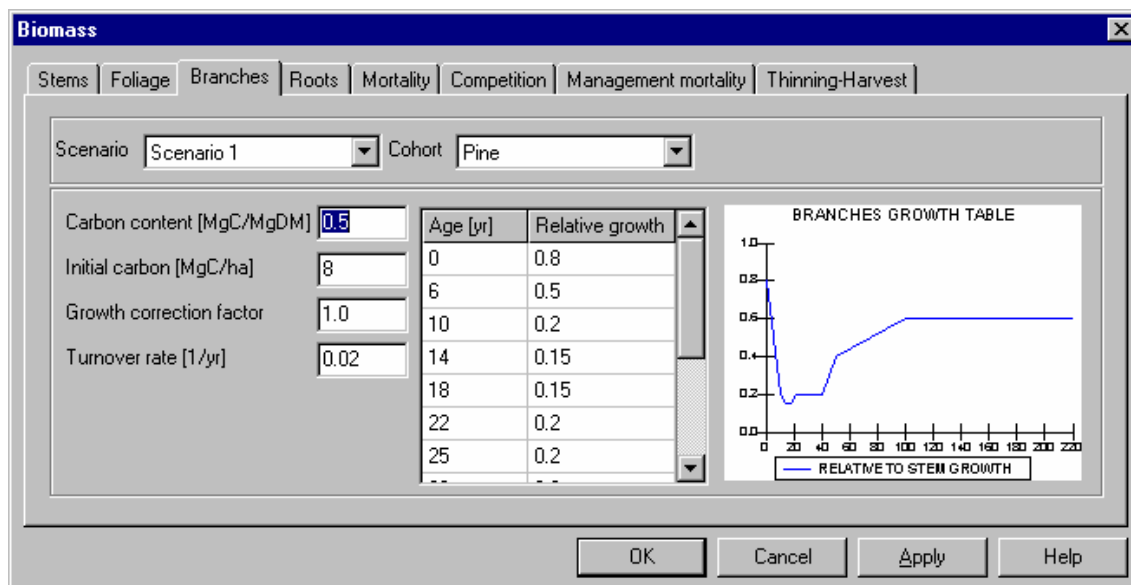 Biomass
Stems Foliage Branches Roots Mortality Competition Management mortality Thinning-Harvest
Scenario Scenario 1 Cohort Pine
Carbon content [MgC/MgDM] 0.5
Initial carbon [MgC/ha] 8
Growth correction factor 1.0
Turnover rate [1/yr] 0.02
Age [yr] Relative growth
0 0.8
6 0.5
10 0.2
14 0.15
18 0.15
22 0.2
25 0.2
BRANCHES GROWTH TABLE
1.0
0.8
0.6
0.4
0.2
0.0
0 20 40 60 80 100 120 140 160 180 200 220
RELATIVE TO STEM GROWTH
OK Cancel Apply Help